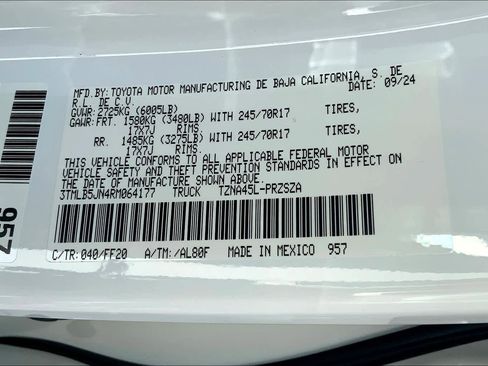 MFD.BY: TOYOTA MOTOR MANUFACTURING DE BAJA CALIFORNIA, S. DE
R.L. DE C.V. 09/24
GVWR: 2725KG (6005LB)
GAWR: FRT. 1580KG (3480LB) WITH 245/70R17 TIRES,
17X7J RIMS
RR. 1485KG (3275LB) WITH 245/70R17 TIRES,
17X7J RIMS
THIS VEHICLE CONFORMS TO ALL APPLICABLE FEDERAL MOTOR
VEHICLE SAFETY AND THEFT PREVENTION STANDARDS IN EFFECT ON
THE DATE OF MANUFACTURE SHOWN ABOVE.
3TMLB5JN4RM064177 TRUCK TZNA45L-PRZSZA
C/TR: 040/FF20 A/TM: /AL80F MADE IN MEXICO 957
957